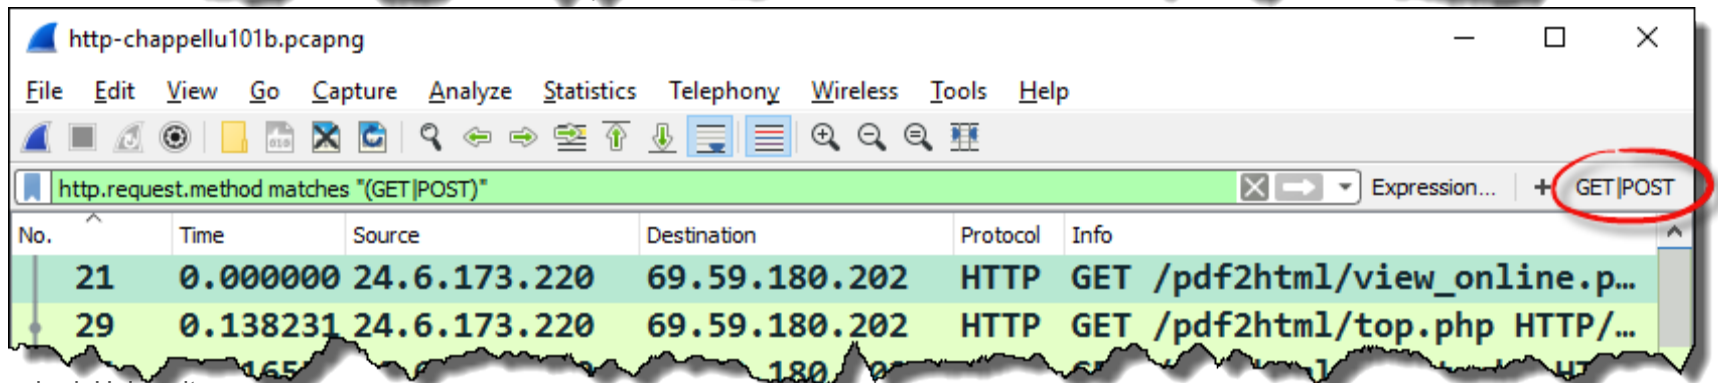 http-chappellu101b.pcapng
File Edit View Go Capture Analyze Statistics Telephony Wireless Tools Help
http.request.method matches "(GET|POST)" Expression... + GET|POST
No. Time Source Destination Protocol Info
21 0.000000 24.6.173.220 69.59.180.202 HTTP GET /pdf2html/view_online.p…
29 0.138231 24.6.173.220 69.59.180.202 HTTP GET /pdf2html/top.php HTTP/…